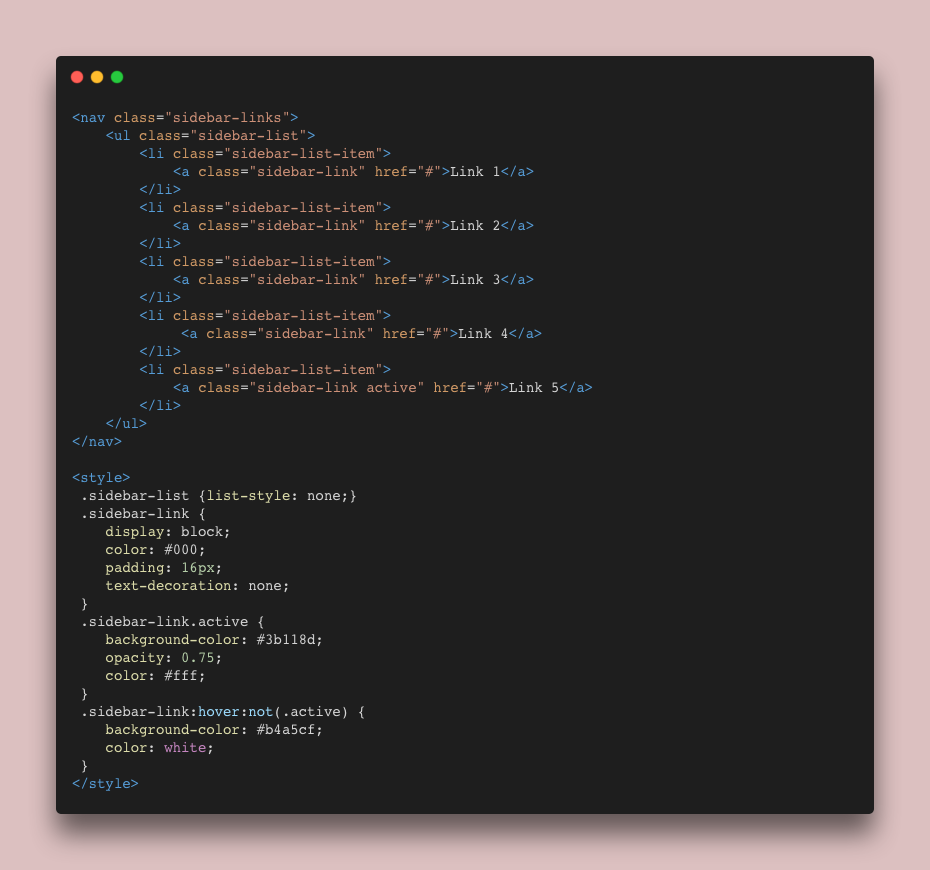 <nav class="sidebar-links">
    <ul class="sidebar-list">
        <li class="sidebar-list-item">
            <a class="sidebar-link" href="#">Link 1</a>
        </li>
        <li class="sidebar-list-item">
            <a class="sidebar-link" href="#">Link 2</a>
        </li>
        <li class="sidebar-list-item">
            <a class="sidebar-link" href="#">Link 3</a>
        </li>
        <li class="sidebar-list-item">
             <a class="sidebar-link" href="#">Link 4</a>
        </li>
        <li class="sidebar-list-item">
            <a class="sidebar-link active" href="#">Link 5</a>
        </li>
    </ul>
</nav>

<style>
 .sidebar-list {list-style: none;}
 .sidebar-link {
    display: block;
    color: #000;
    padding: 16px;
    text-decoration: none;
 }
 .sidebar-link.active {
    background-color: #3b118d;
    opacity: 0.75;
    color: #fff;
 }
 .sidebar-link:hover:not(.active) {
    background-color: #b4a5cf;
    color: white;
 }
</style>